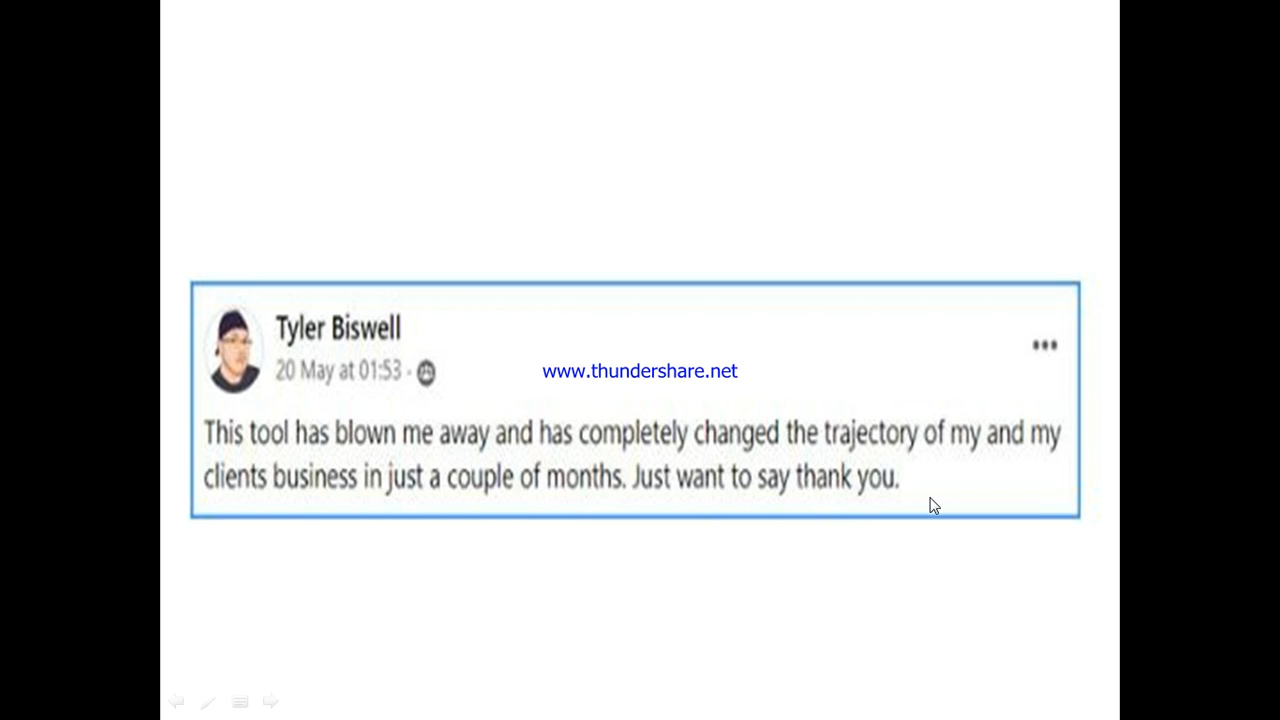 Tyler Biswell
20 May at 01:53 ·
www.thundershare.net
This tool has blown me away and has completely changed the trajectory of my and my
clients business in just a couple of months. Just want to say thank you.